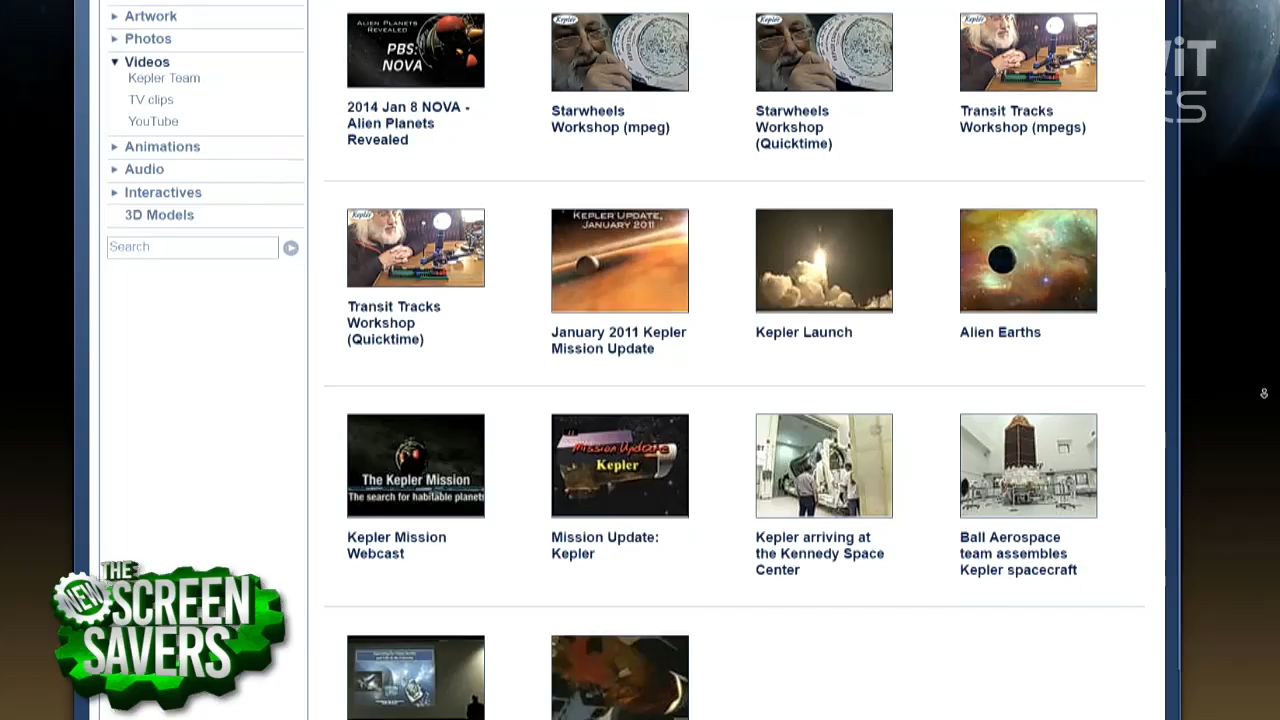 Artwork
Photos
Videos
Kepler Team
TV clips
YouTube
Animations
Audio
Interactives
3D Models
Search
ALIEN PLANETS
REVEALED
PBS:
NOVA
Kepler
Kepler
Kepler
2014 Jan 8 NOVA -
Alien Planets
Revealed
Starwheels
Workshop (mpeg)
Starwheels
Workshop
(Quicktime)
Transit Tracks
Workshop (mpegs)
Kepler
KEPLER UPDATE,
JANUARY 2011
Transit Tracks
Workshop
(Quicktime)
January 2011 Kepler
Mission Update
Kepler Launch
Alien Earths
The Kepler Mission
The search for habitable planets
Mission Update
Kepler
Kepler Mission
Webcast
Mission Update:
Kepler
Kepler arriving at
the Kennedy Space
Center
Ball Aerospace
team assembles
Kepler spacecraft
THE
NEW
SCREEN
SAVERS